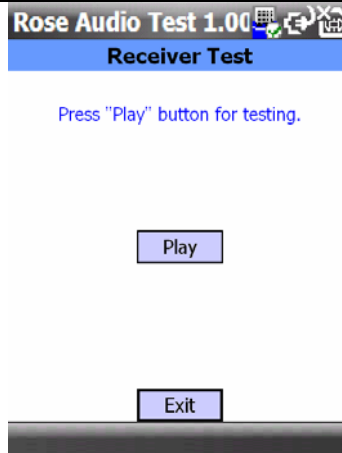 Rose Audio Test 1.00
Receiver Test
Press "Play" button for testing.
Play
Exit